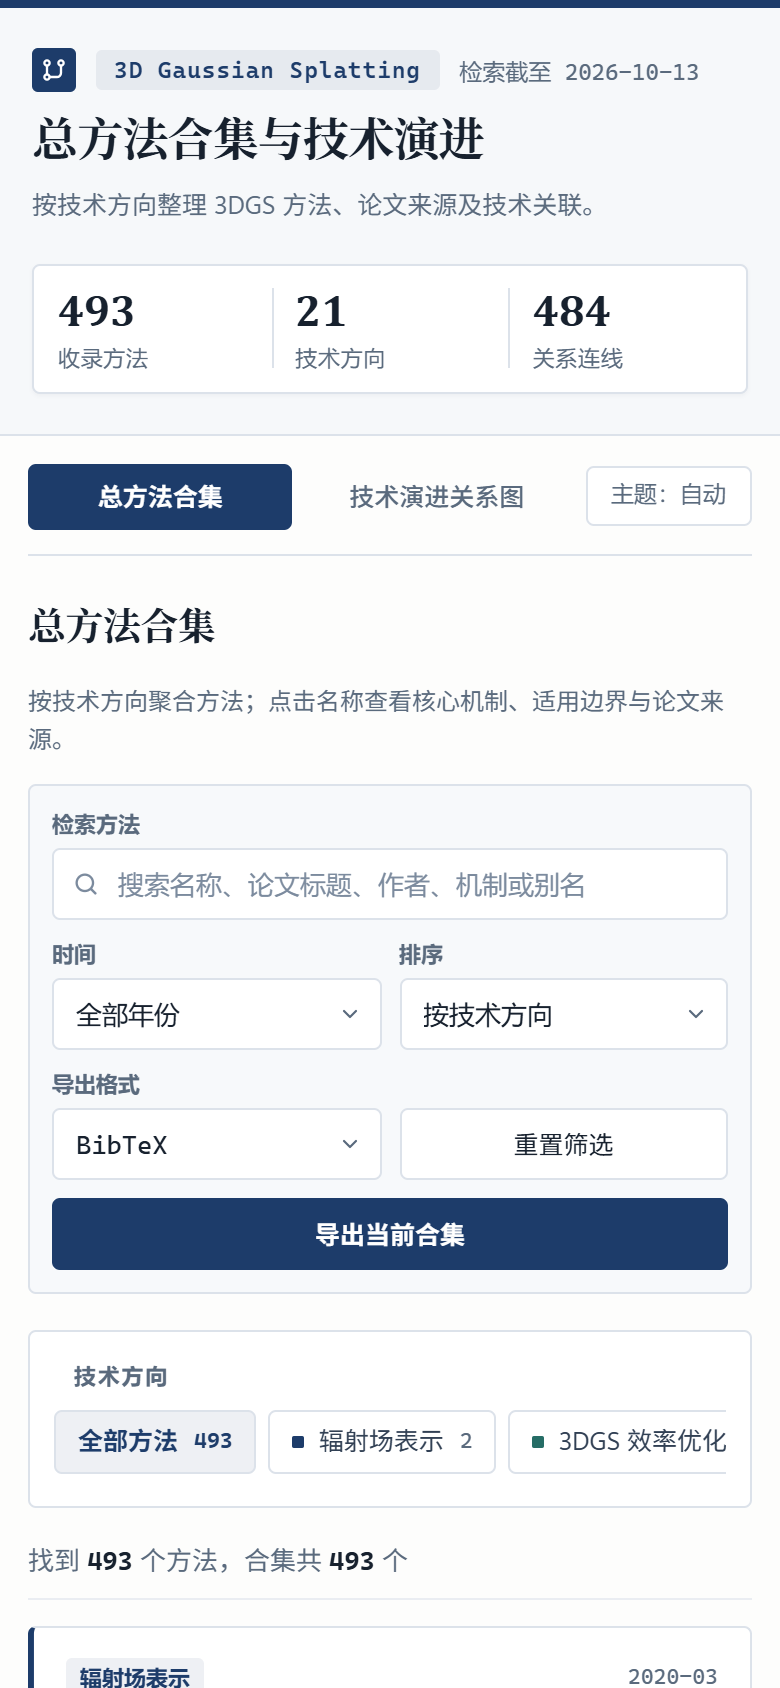 3D Gaussian Splatting 检索截至 2026-10-13
总方法合集与技术演进
按技术方向整理 3DGS 方法、论文来源及技术关联。
493 21 484
收录方法 技术方向 关系连线
总方法合集 技术演进关系图 主题：自动
总方法合集
按技术方向聚合方法；点击名称查看核心机制、适用边界与论文来
源。
检索方法
搜索名称、论文标题、作者、机制或别名
时间 排序
全部年份 按技术方向
导出格式
BibTeX 重置筛选
导出当前合集
技术方向
全部方法 493 辐射场表示 2 3DGS 效率优化
找到 493 个方法，合集共 493 个
辐射场表示 2020-03